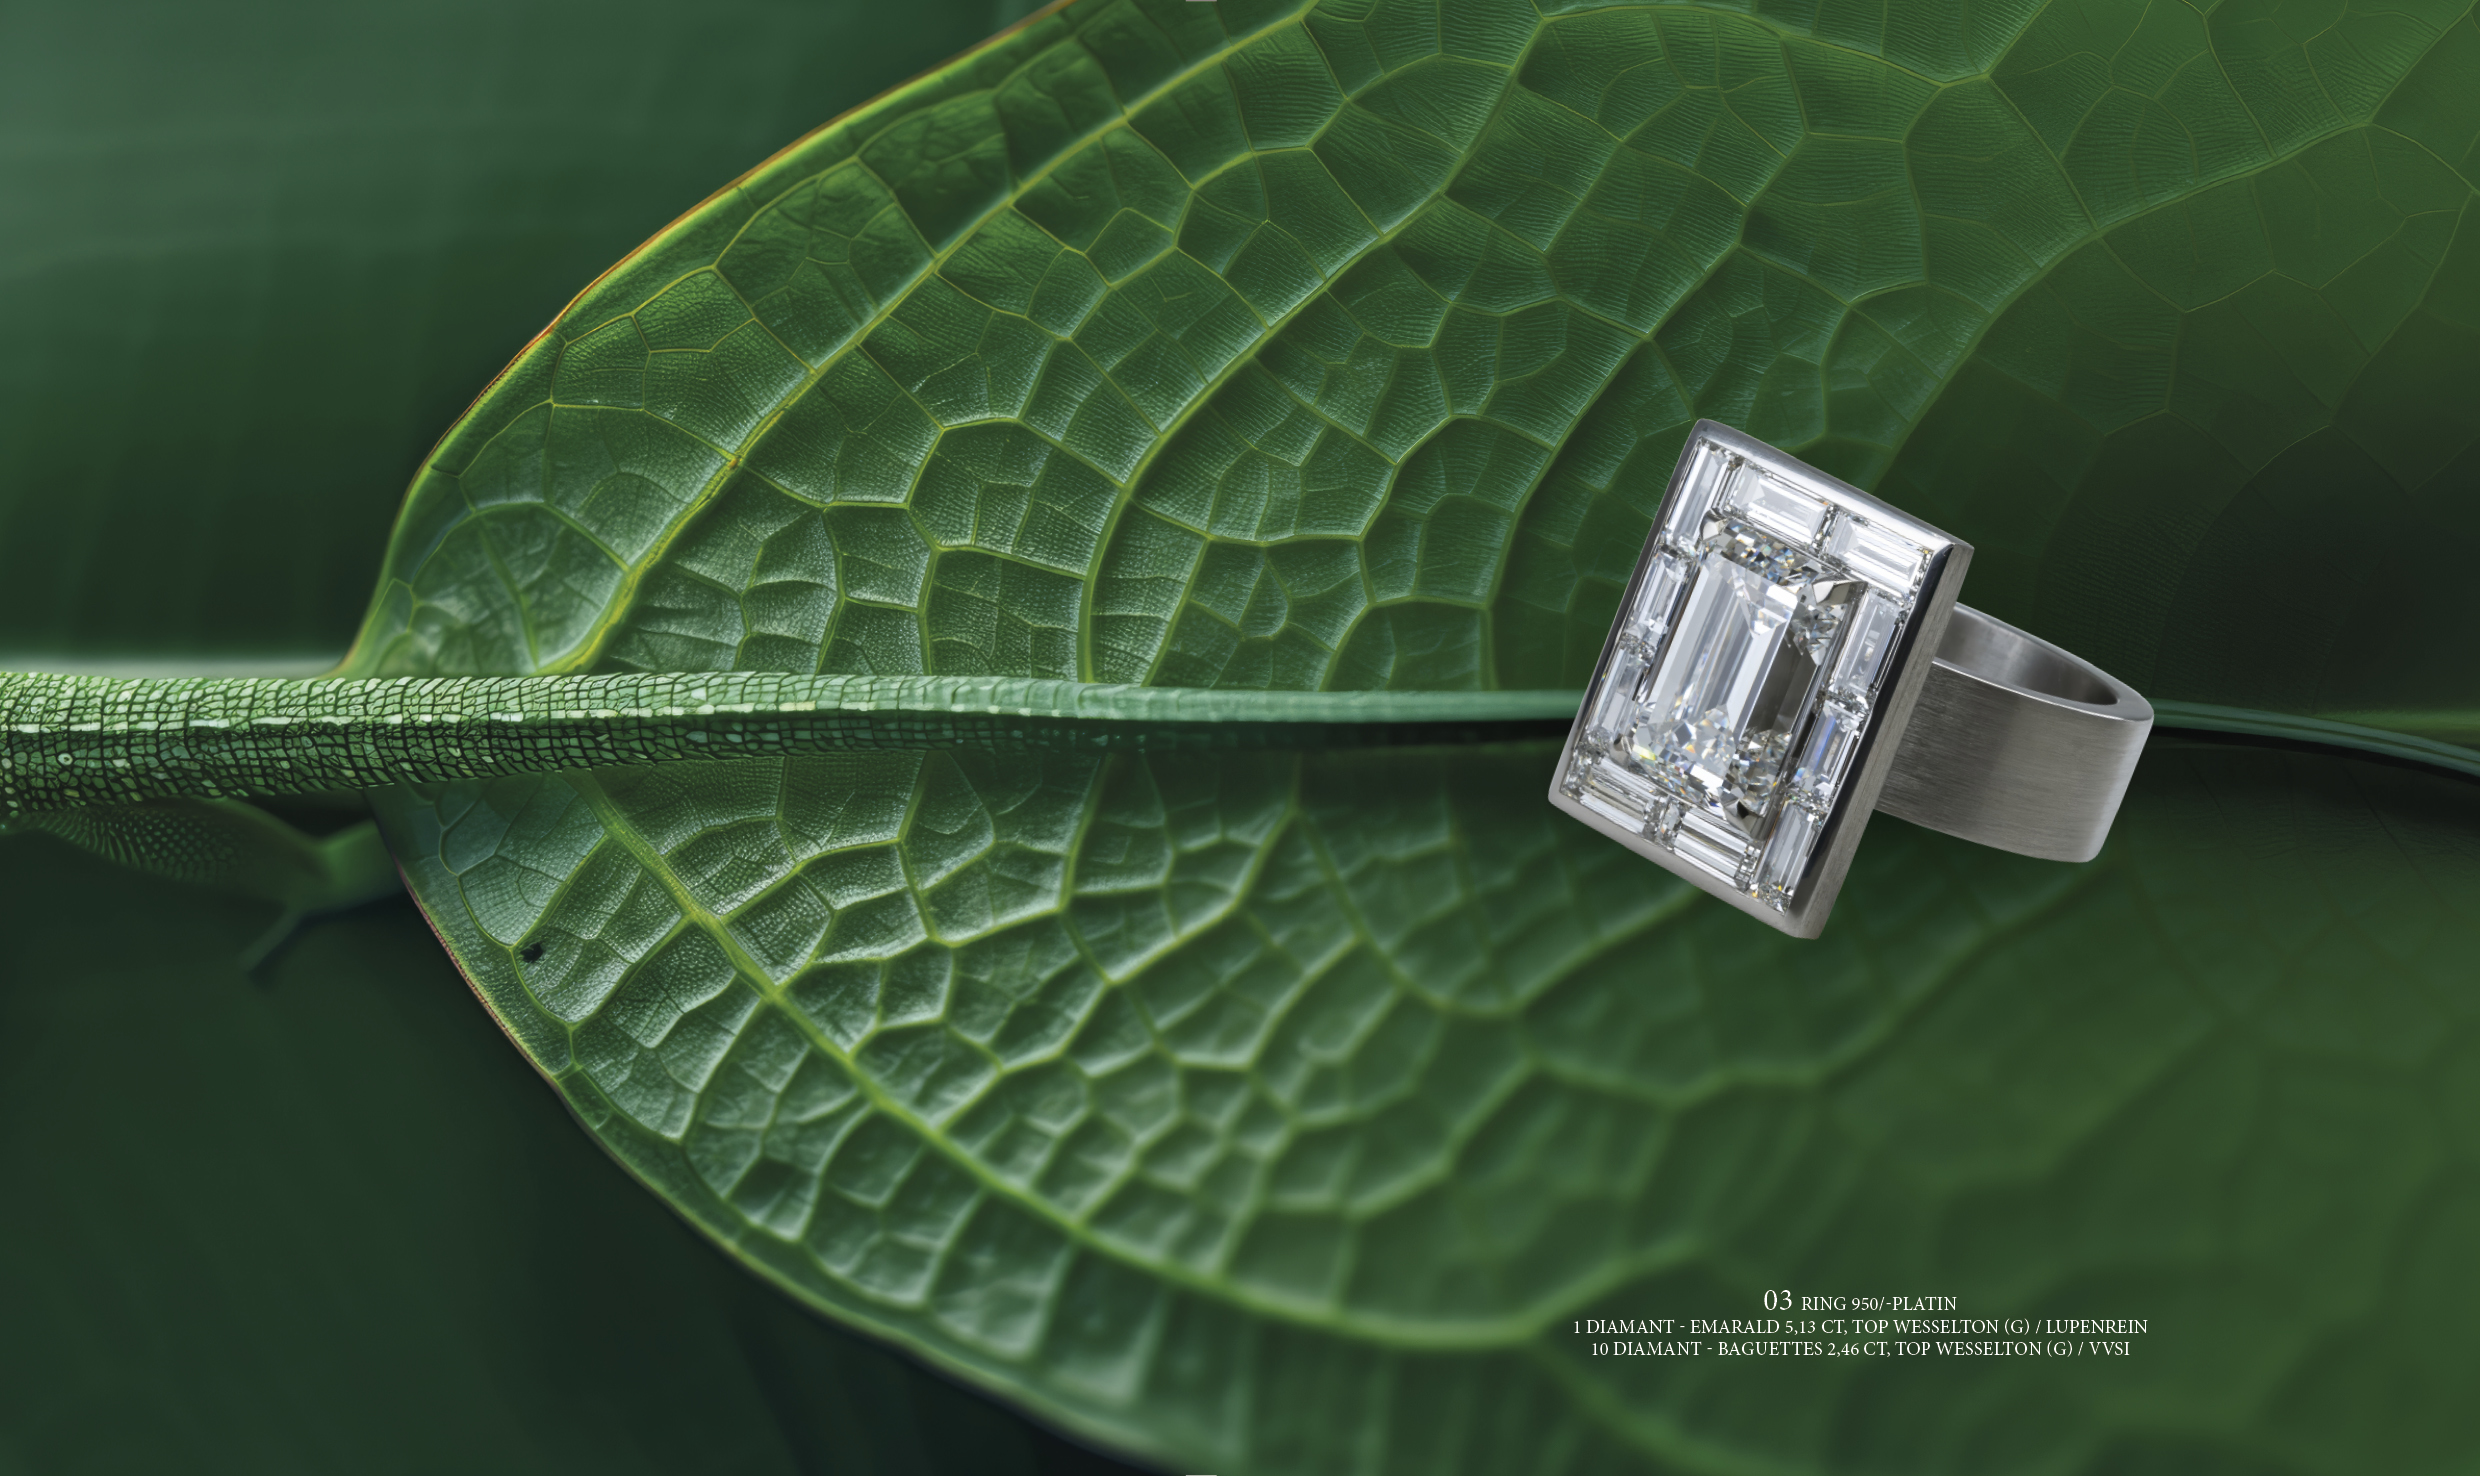 03 RING 950/-PLATIN
1 DIAMANT - EMARALD 5,13 CT, TOP WESSELTON (G) / LUPENREIN
10 DIAMANT - BAGUETTES 2,46 CT, TOP WESSELTON (G) / VVSI